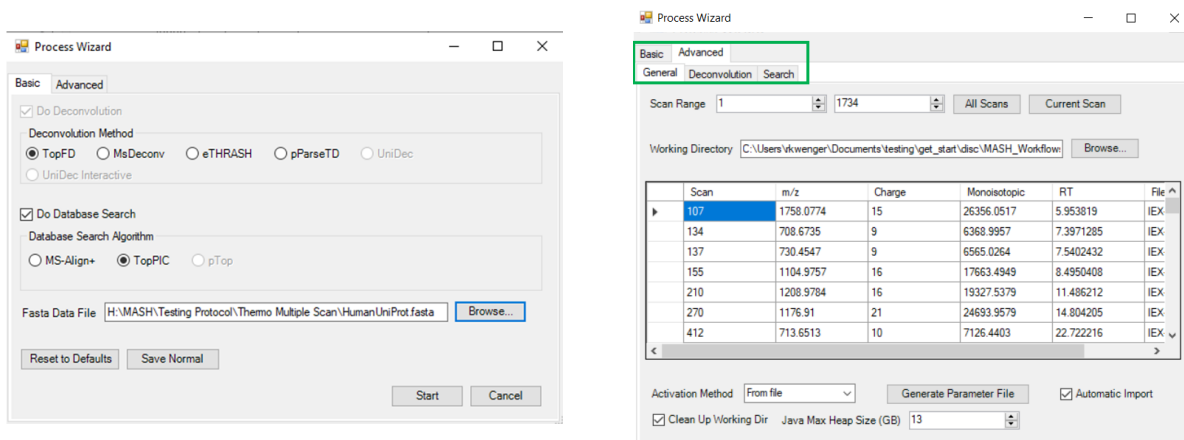 Process Wizard
Basic Advanced
Do Deconvolution
Deconvolution Method
TopFD MsDeconv eTHRASH pParseTD UniDec
UniDec Interactive
Do Database Search
Database Search Algorithm
MS-Align+ TopPIC pTop
Fasta Data File H:\MASH\Testing Protocol\Thermo Multiple Scan\HumanUniProt.fasta Browse...
Reset to Defaults Save Normal
Start Cancel
Process Wizard
Basic Advanced
General Deconvolution Search
Scan Range 1 1734 All Scans Current Scan
Working Directory C:\Users\rkwenger\Documents\testing\get_start\disc\MASH_Workflow: Browse...
Scan m/z Charge Monoisotopic RT File
107 1758.0774 15 26356.0517 5.953819 IEX-
134 708.6735 9 6368.9957 7.3971285 IEX-
137 730.4547 9 6565.0264 7.5402432 IEX-
155 1104.9757 16 17663.4949 8.4950408 IEX-
210 1208.9784 16 19327.5379 11.486212 IEX-
270 1176.91 21 24693.9579 14.804205 IEX-
412 713.6513 10 7126.4403 22.722216 IEX-
Activation Method From file Generate Parameter File Automatic Import
Clean Up Working Dir Java Max Heap Size (GB) 13